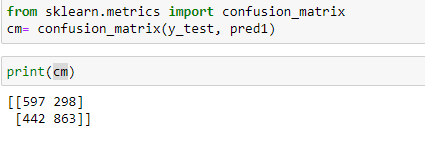 from sklearn.metrics import confusion_matrix
cm= confusion_matrix(y_test, pred1)
print(cm)
[[597 298]
[442 863]]